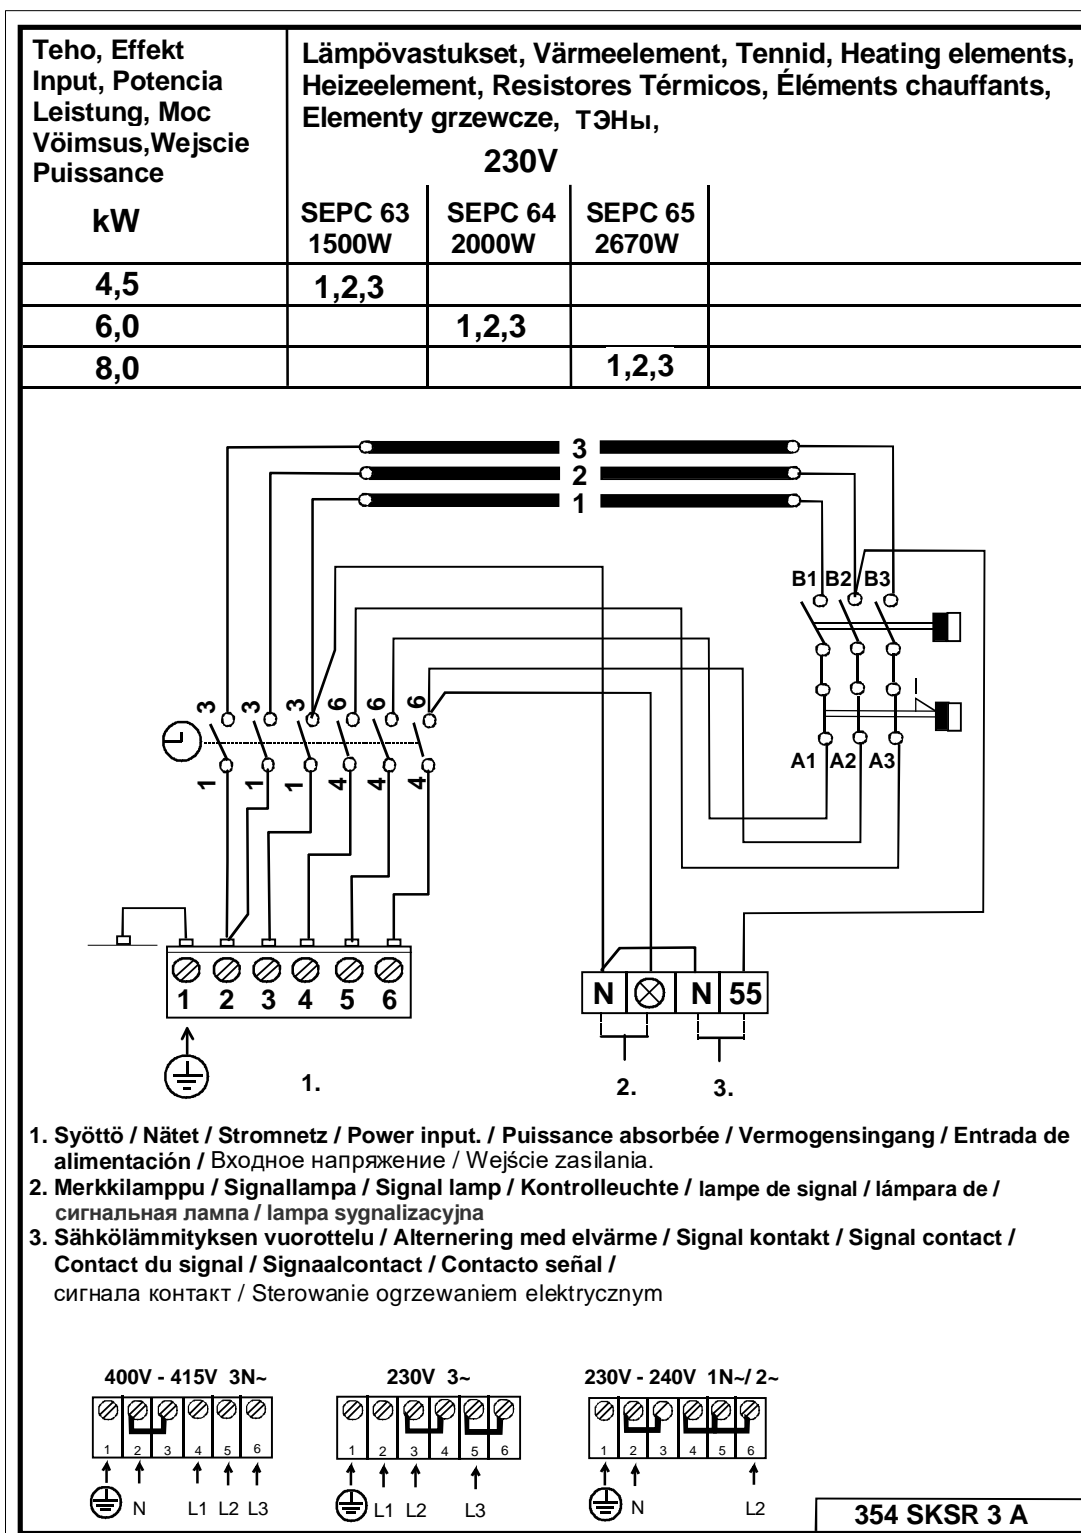 Teho, Effekt
Input, Potencia
Leistung, Moc
Vöimsus,Wejscie
Puissance
kW
Lämpövastukset, Värmeelement, Tennid, Heating elements,
Heizeelement, Resistores Térmicos, Éléments chauffants,
Elementy grzewcze, ТЭНы,
230V
SEPC 63 SEPC 64 SEPC 65
1500W 2000W 2670W
4,5 1,2,3
6,0 1,2,3
8,0 1,2,3
3
2
1
B1 B2 B3
3 3 3 6 6 6
1 1 1 4 4 4
A1 A2 A3
1 2 3 4 5 6
N N 55
1. 2. 3.
1. Syöttö / Nätet / Stromnetz / Power input. / Puissance absorbée / Vermogensingang / Entrada de
alimentación / Входное напряжение / Wejście zasilania.
2. Merkkilamppu / Signallampa / Signal lamp / Kontrolleuchte / lampe de signal / lámpara de /
сигнальная лампа / lampa sygnalizacyjna
3. Sähkölämmityksen vuorottelu / Alternering med elvärme / Signal kontakt / Signal contact /
Contact du signal / Signaalcontact / Contacto señal /
сигнала контакт / Sterowanie ogrzewaniem elektrycznym
400V - 415V 3N~
1 2 3 4 5 6
N L1 L2 L3
230V 3~
1 2 3 4 5 6
L1 L2 L3
230V - 240V 1N~/ 2~
1 2 3 4 5 6
N L2
354 SKSR 3 A